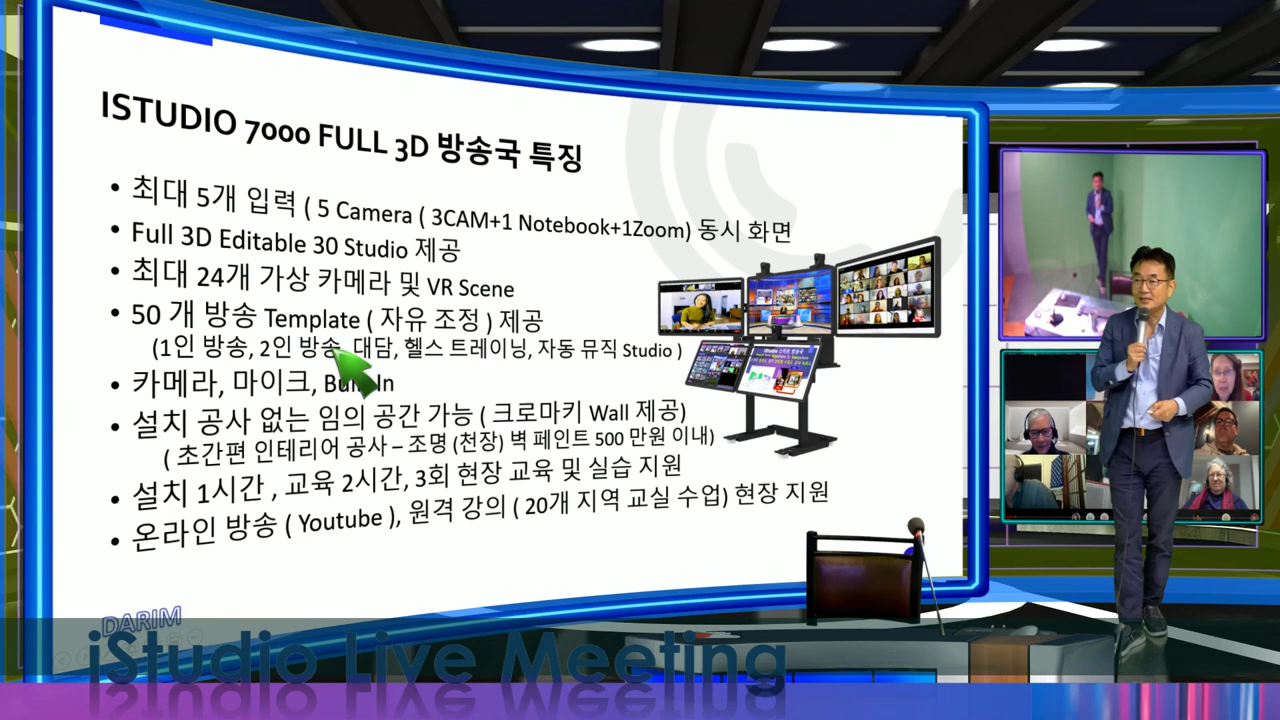 ISTUDIO 7000 FULL 3D 방송국 특징
• 최대 5개 입력 ( 5 Camera ( 3CAM+1 Notebook+1Zoom) 동시 화면
• Full 3D Editable 30 Studio 제공
• 최대 24개 가상 카메라 및 VR Scene
• 50 개 방송 Template ( 자유 조정 ) 제공
(1인 방송, 2인 방송, 대담, 헬스 트레이닝, 자동 뮤직 Studio )
• 카메라, 마이크, Built In
• 설치 공사 없는 임의 공간 가능 ( 크로마키 Wall 제공)
( 초간편 인테리어 공사 – 조명 (천장) 벽 페인트 500 만원 이내)
• 설치 1시간 , 교육 2시간, 3회 현장 교육 및 실습 지원
• 온라인 방송 ( Youtube ), 원격 강의 ( 20개 지역 교실 수업) 현장 지원
DARIM
iStudio Live Meeting